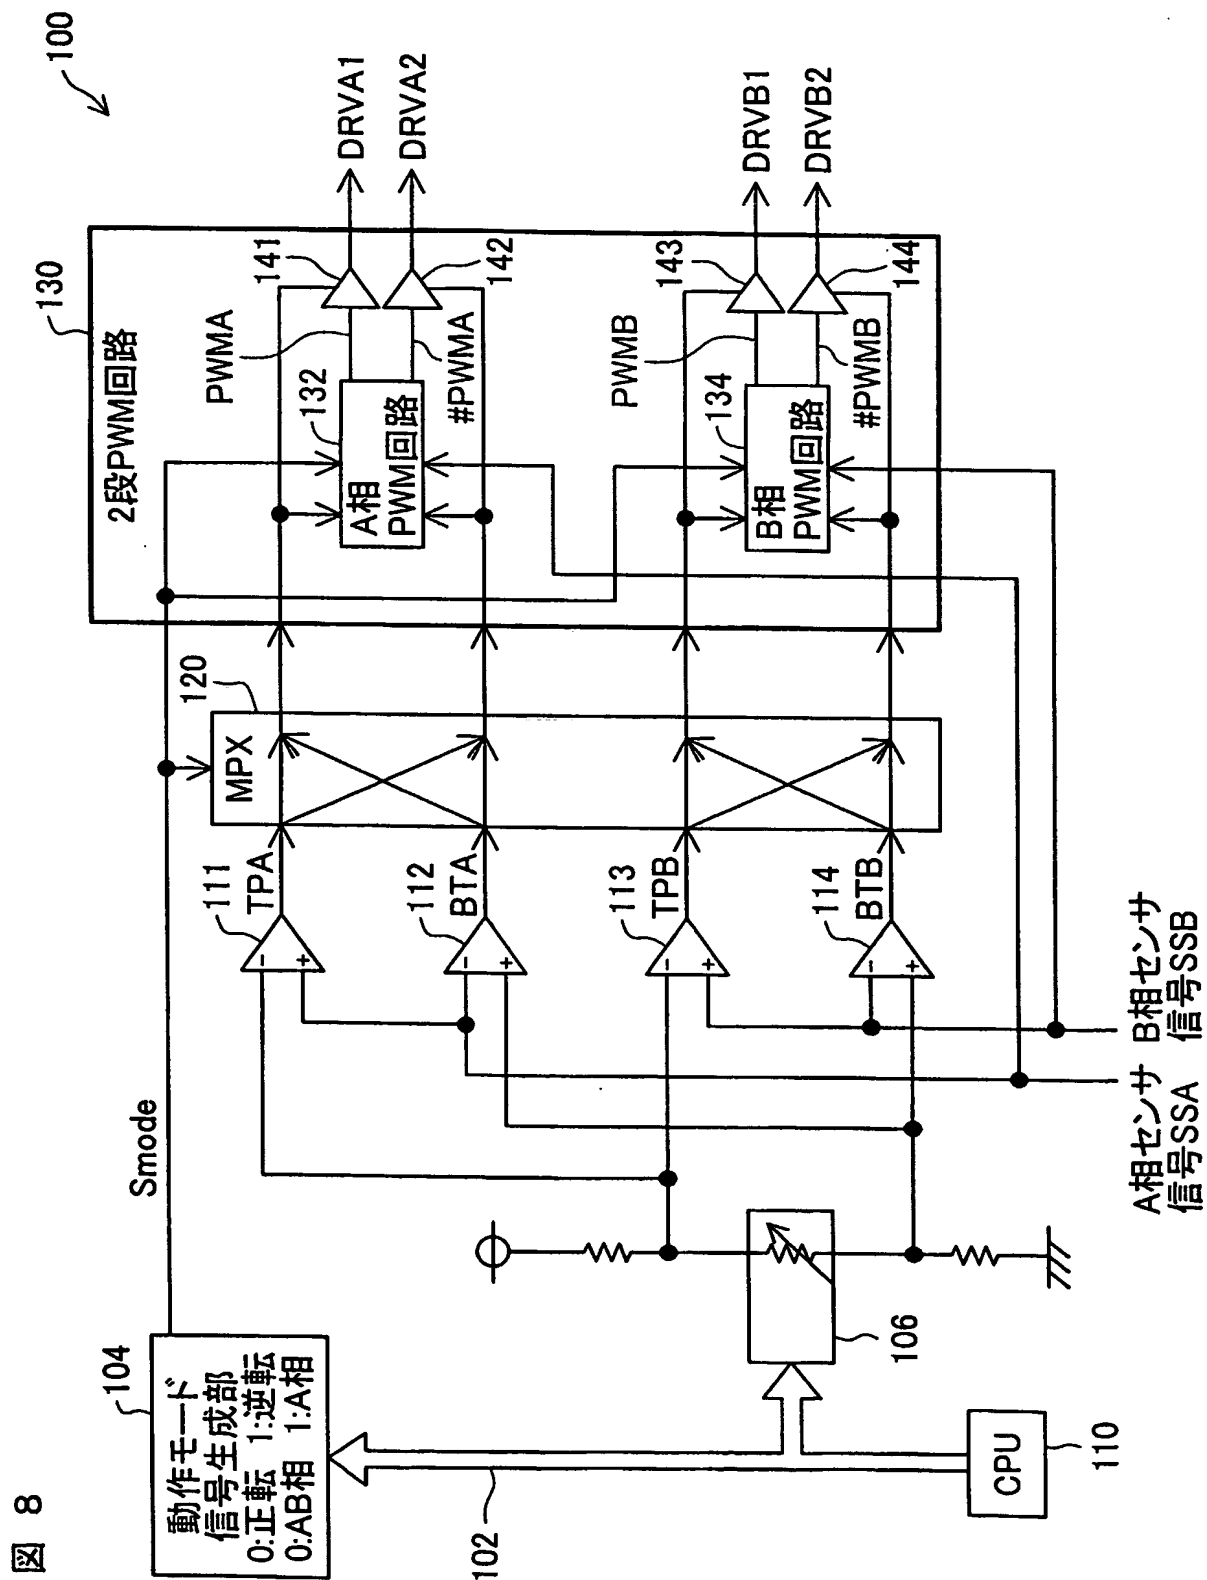 図 8
100
104
動作モード
信号生成部
0:正転 1:逆転
0:AB相 1:A相
Smode
102
CPU
110
106
111
TPA
112
BTA
113
TPB
114
BTB
-
+
-
+
-
+
-
+
A相センサ
信号SSA
B相センサ
信号SSB
120
MPX
130
2段PWM回路
132
A相
PWM回路
PWMA
#PWMA
141
142
DRVA1
DRVA2
134
B相
PWM回路
PWMB
#PWMB
143
144
DRVB1
DRVB2